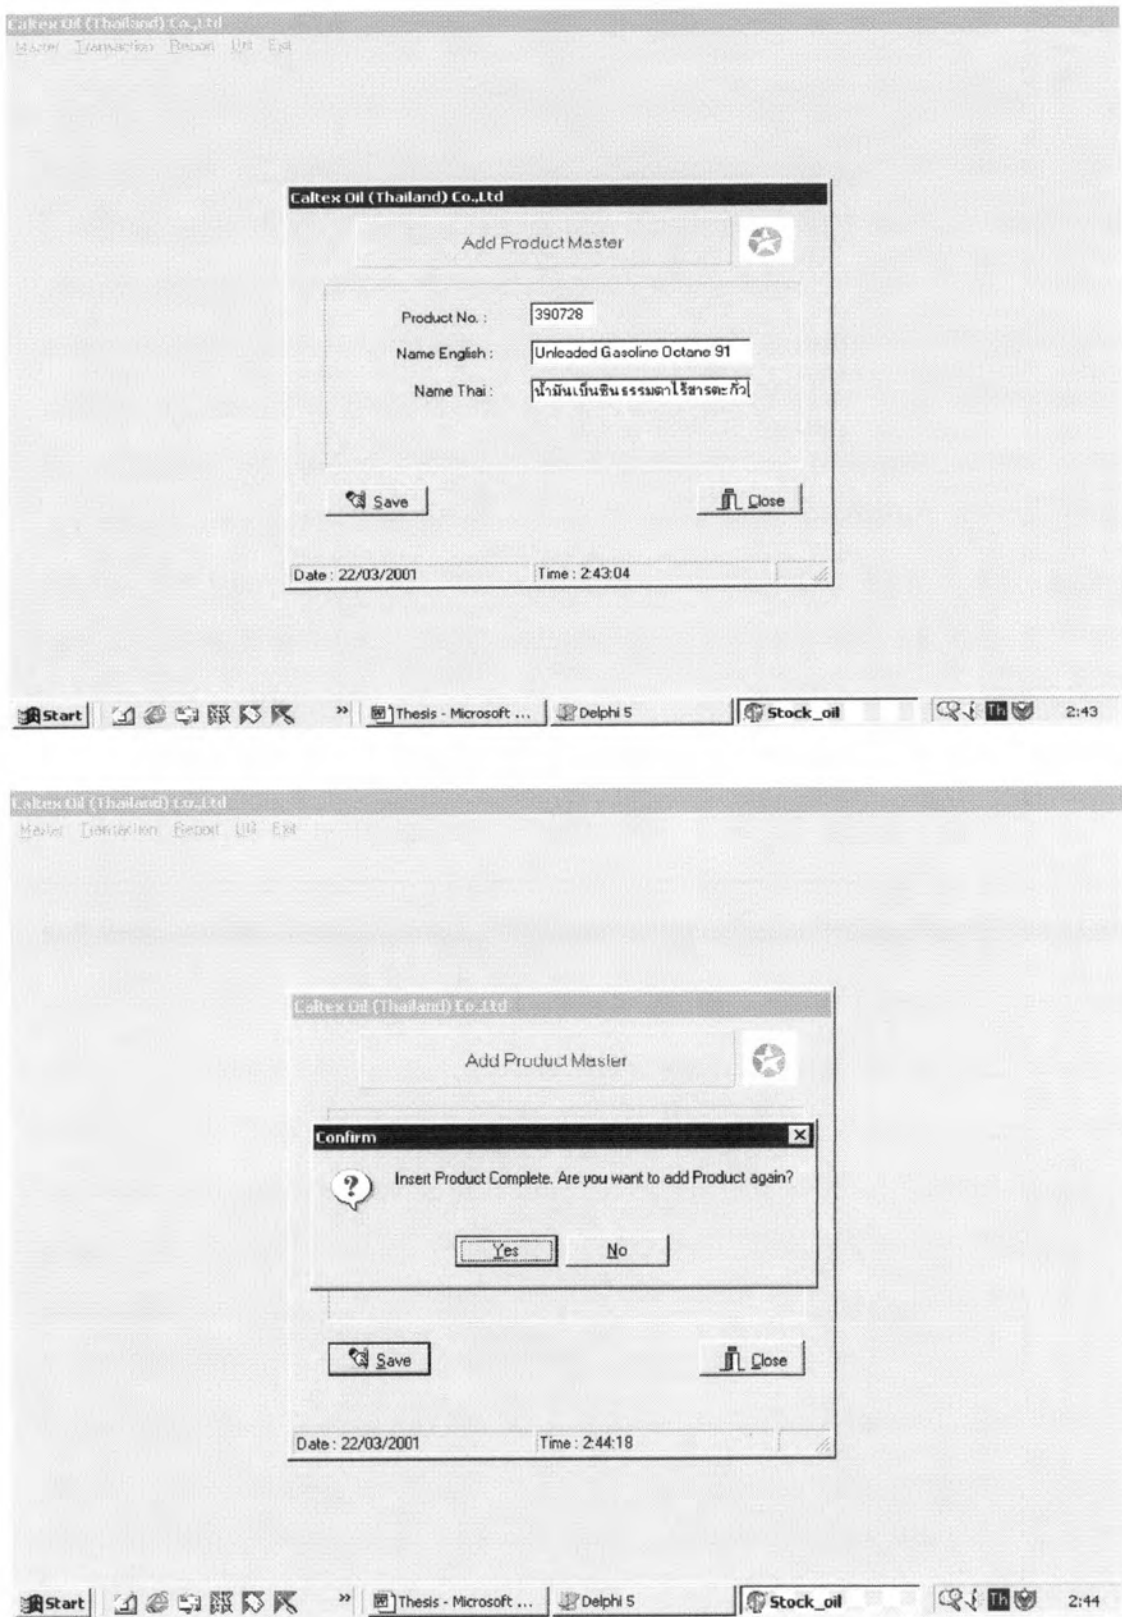 Caltex Oil (Thailand) Co.,Ltd
Master Transaction Report Util Exit
Caltex Oil (Thailand) Co.,Ltd
Add Product Master
Product No. : 390728
Name English : Unleaded Gasoline Octane 91
Name Thai : น้ำมันเบ็นซินธรรมดาไร้สารตะกั่ว
Save Close
Date : 22/03/2001 Time : 2:43:04
Start » Thesis - Microsoft ... Delphi 5 Stock_oil Th 2:43
Caltex Oil (Thailand) Co.,Ltd
Master Transaction Report Util Exit
Caltex Oil (Thailand) Co.,Ltd
Add Product Master
Confirm
Insert Product Complete. Are you want to add Product again?
Yes No
Save Close
Date : 22/03/2001 Time : 2:44:18
Start » Thesis - Microsoft ... Delphi 5 Stock_oil Th 2:44